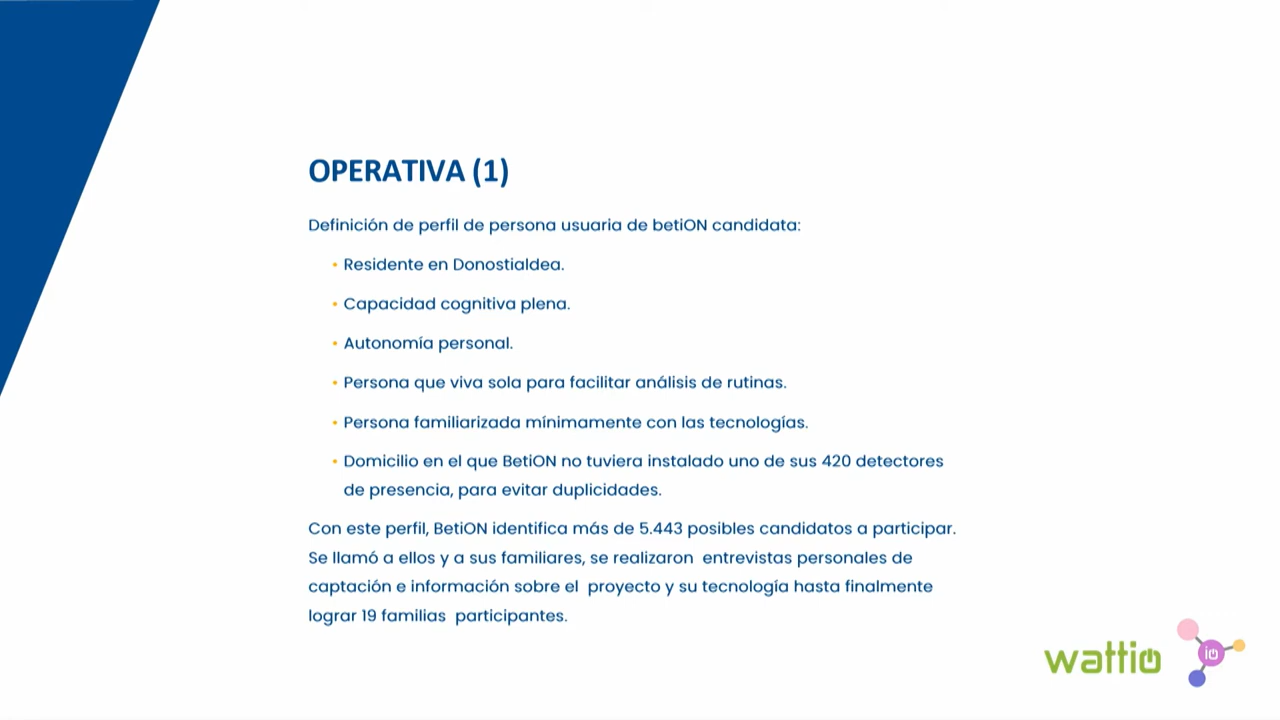 OPERATIVA (1)
Definición de perfil de persona usuaria de betiON candidata:
• Residente en Donostialdea.
• Capacidad cognitiva plena.
• Autonomía personal.
• Persona que viva sola para facilitar análisis de rutinas.
• Persona familiarizada mínimamente con las tecnologías.
• Domicilio en el que BetiON no tuviera instalado uno de sus 420 detectores
de presencia, para evitar duplicidades.
Con este perfil, BetiON identifica más de 5.443 posibles candidatos a participar.
Se llamó a ellos y a sus familiares, se realizaron entrevistas personales de
captación e información sobre el proyecto y su tecnología hasta finalmente
lograr 19 familias participantes.
wattio
io